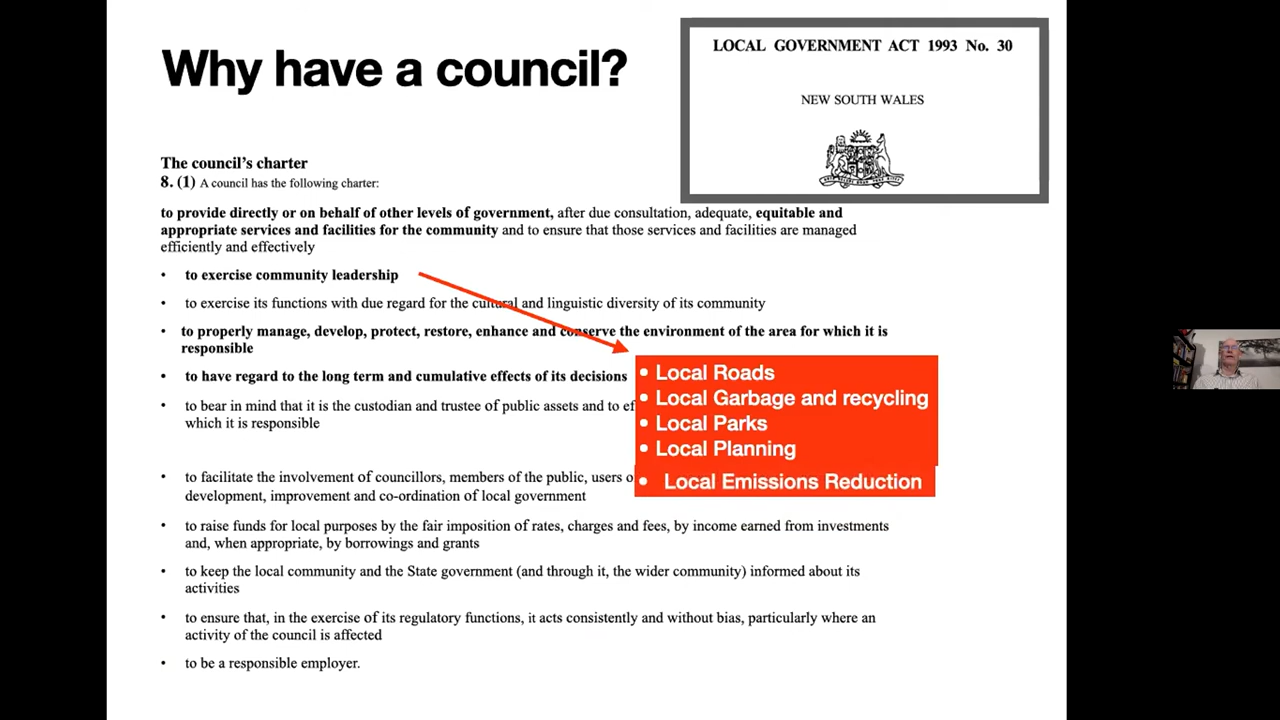 Why have a council?
LOCAL GOVERNMENT ACT 1993 No. 30
NEW SOUTH WALES
The council's charter
8. (1) A council has the following charter:
to provide directly or on behalf of other levels of government, after due consultation, adequate, equitable and
appropriate services and facilities for the community and to ensure that those services and facilities are managed
efficiently and effectively
• to exercise community leadership
• to exercise its functions with due regard for the cultural and linguistic diversity of its community
• to properly manage, develop, protect, restore, enhance and conserve the environment of the area for which it is
responsible
• to have regard to the long term and cumulative effects of its decisions
• to bear in mind that it is the custodian and trustee of public assets and to ef
which it is responsible
• to facilitate the involvement of councillors, members of the public, users o
development, improvement and co-ordination of local government
• Local Roads
• Local Garbage and recycling
• Local Parks
• Local Planning
• Local Emissions Reduction
• to raise funds for local purposes by the fair imposition of rates, charges and fees, by income earned from investments
and, when appropriate, by borrowings and grants
• to keep the local community and the State government (and through it, the wider community) informed about its
activities
• to ensure that, in the exercise of its regulatory functions, it acts consistently and without bias, particularly where an
activity of the council is affected
• to be a responsible employer.